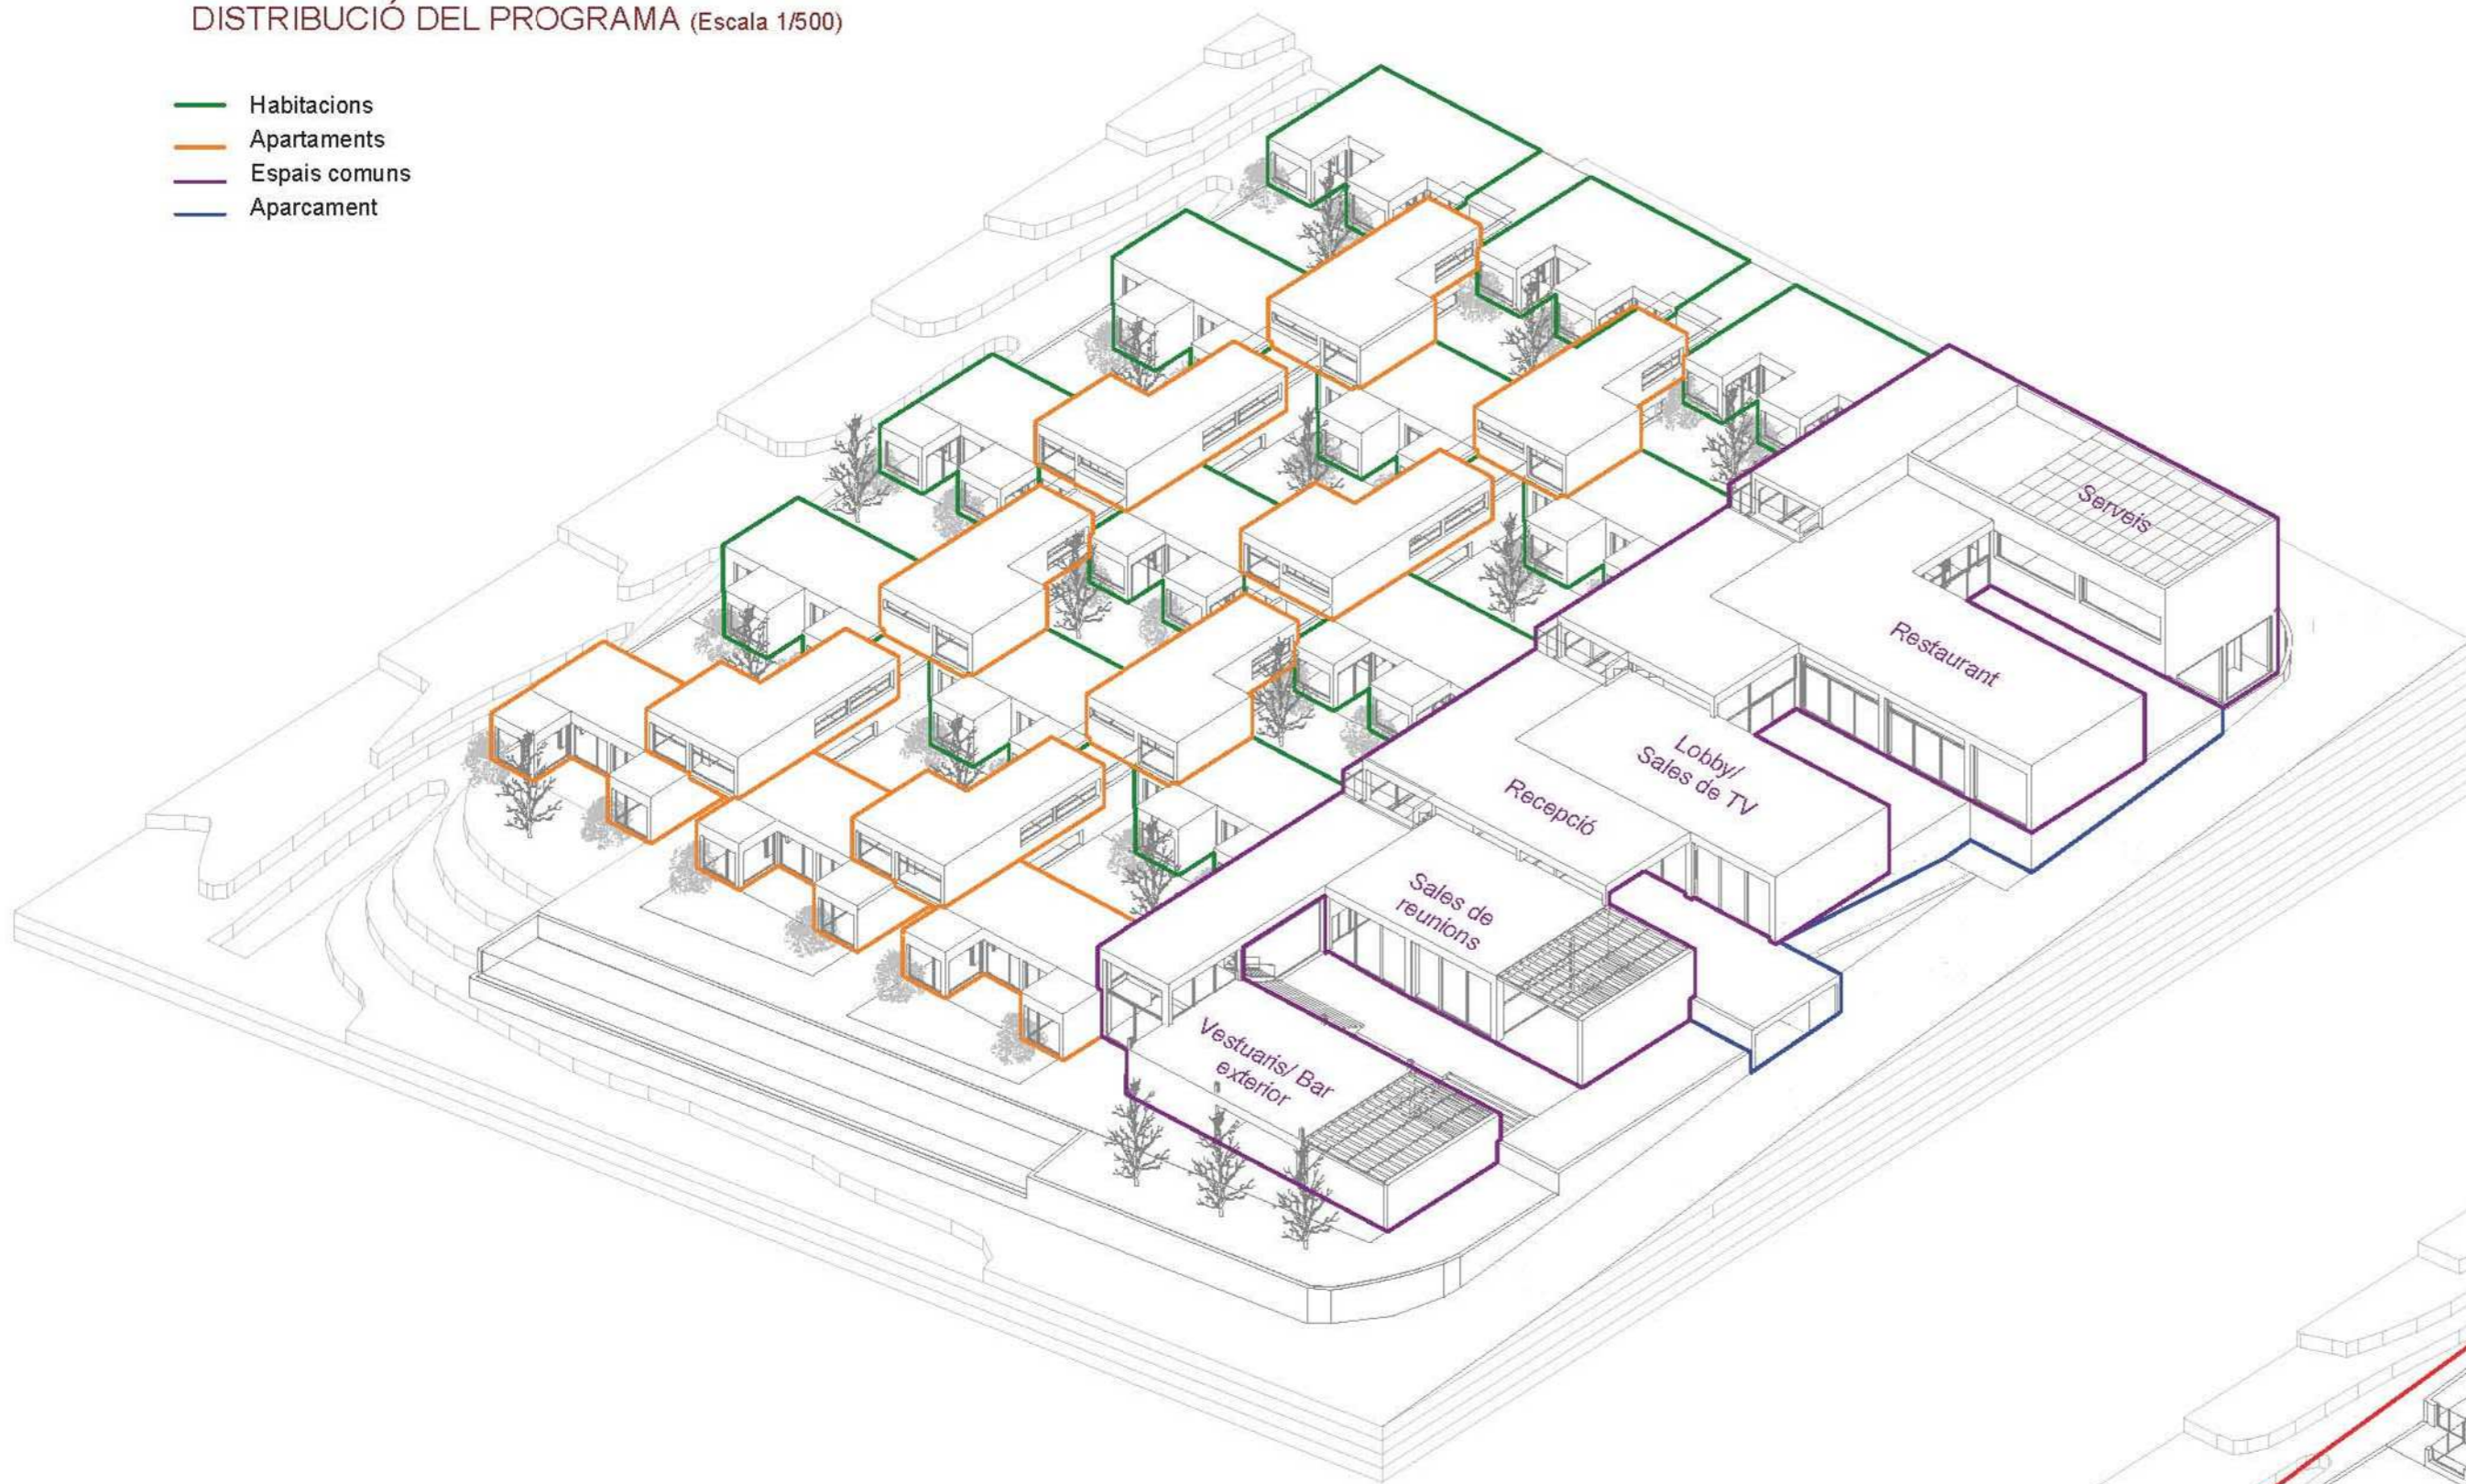 DISTRIBUCIÓ DEL PROGRAMA (Escala 1/500)
Habitacions
Apartaments
Espais comuns
Aparcament
Serveis
Restaurant
Lobby/
Sales de TV
Recepció
Sales de
reunions
Vestuaris/ Bar
exterior